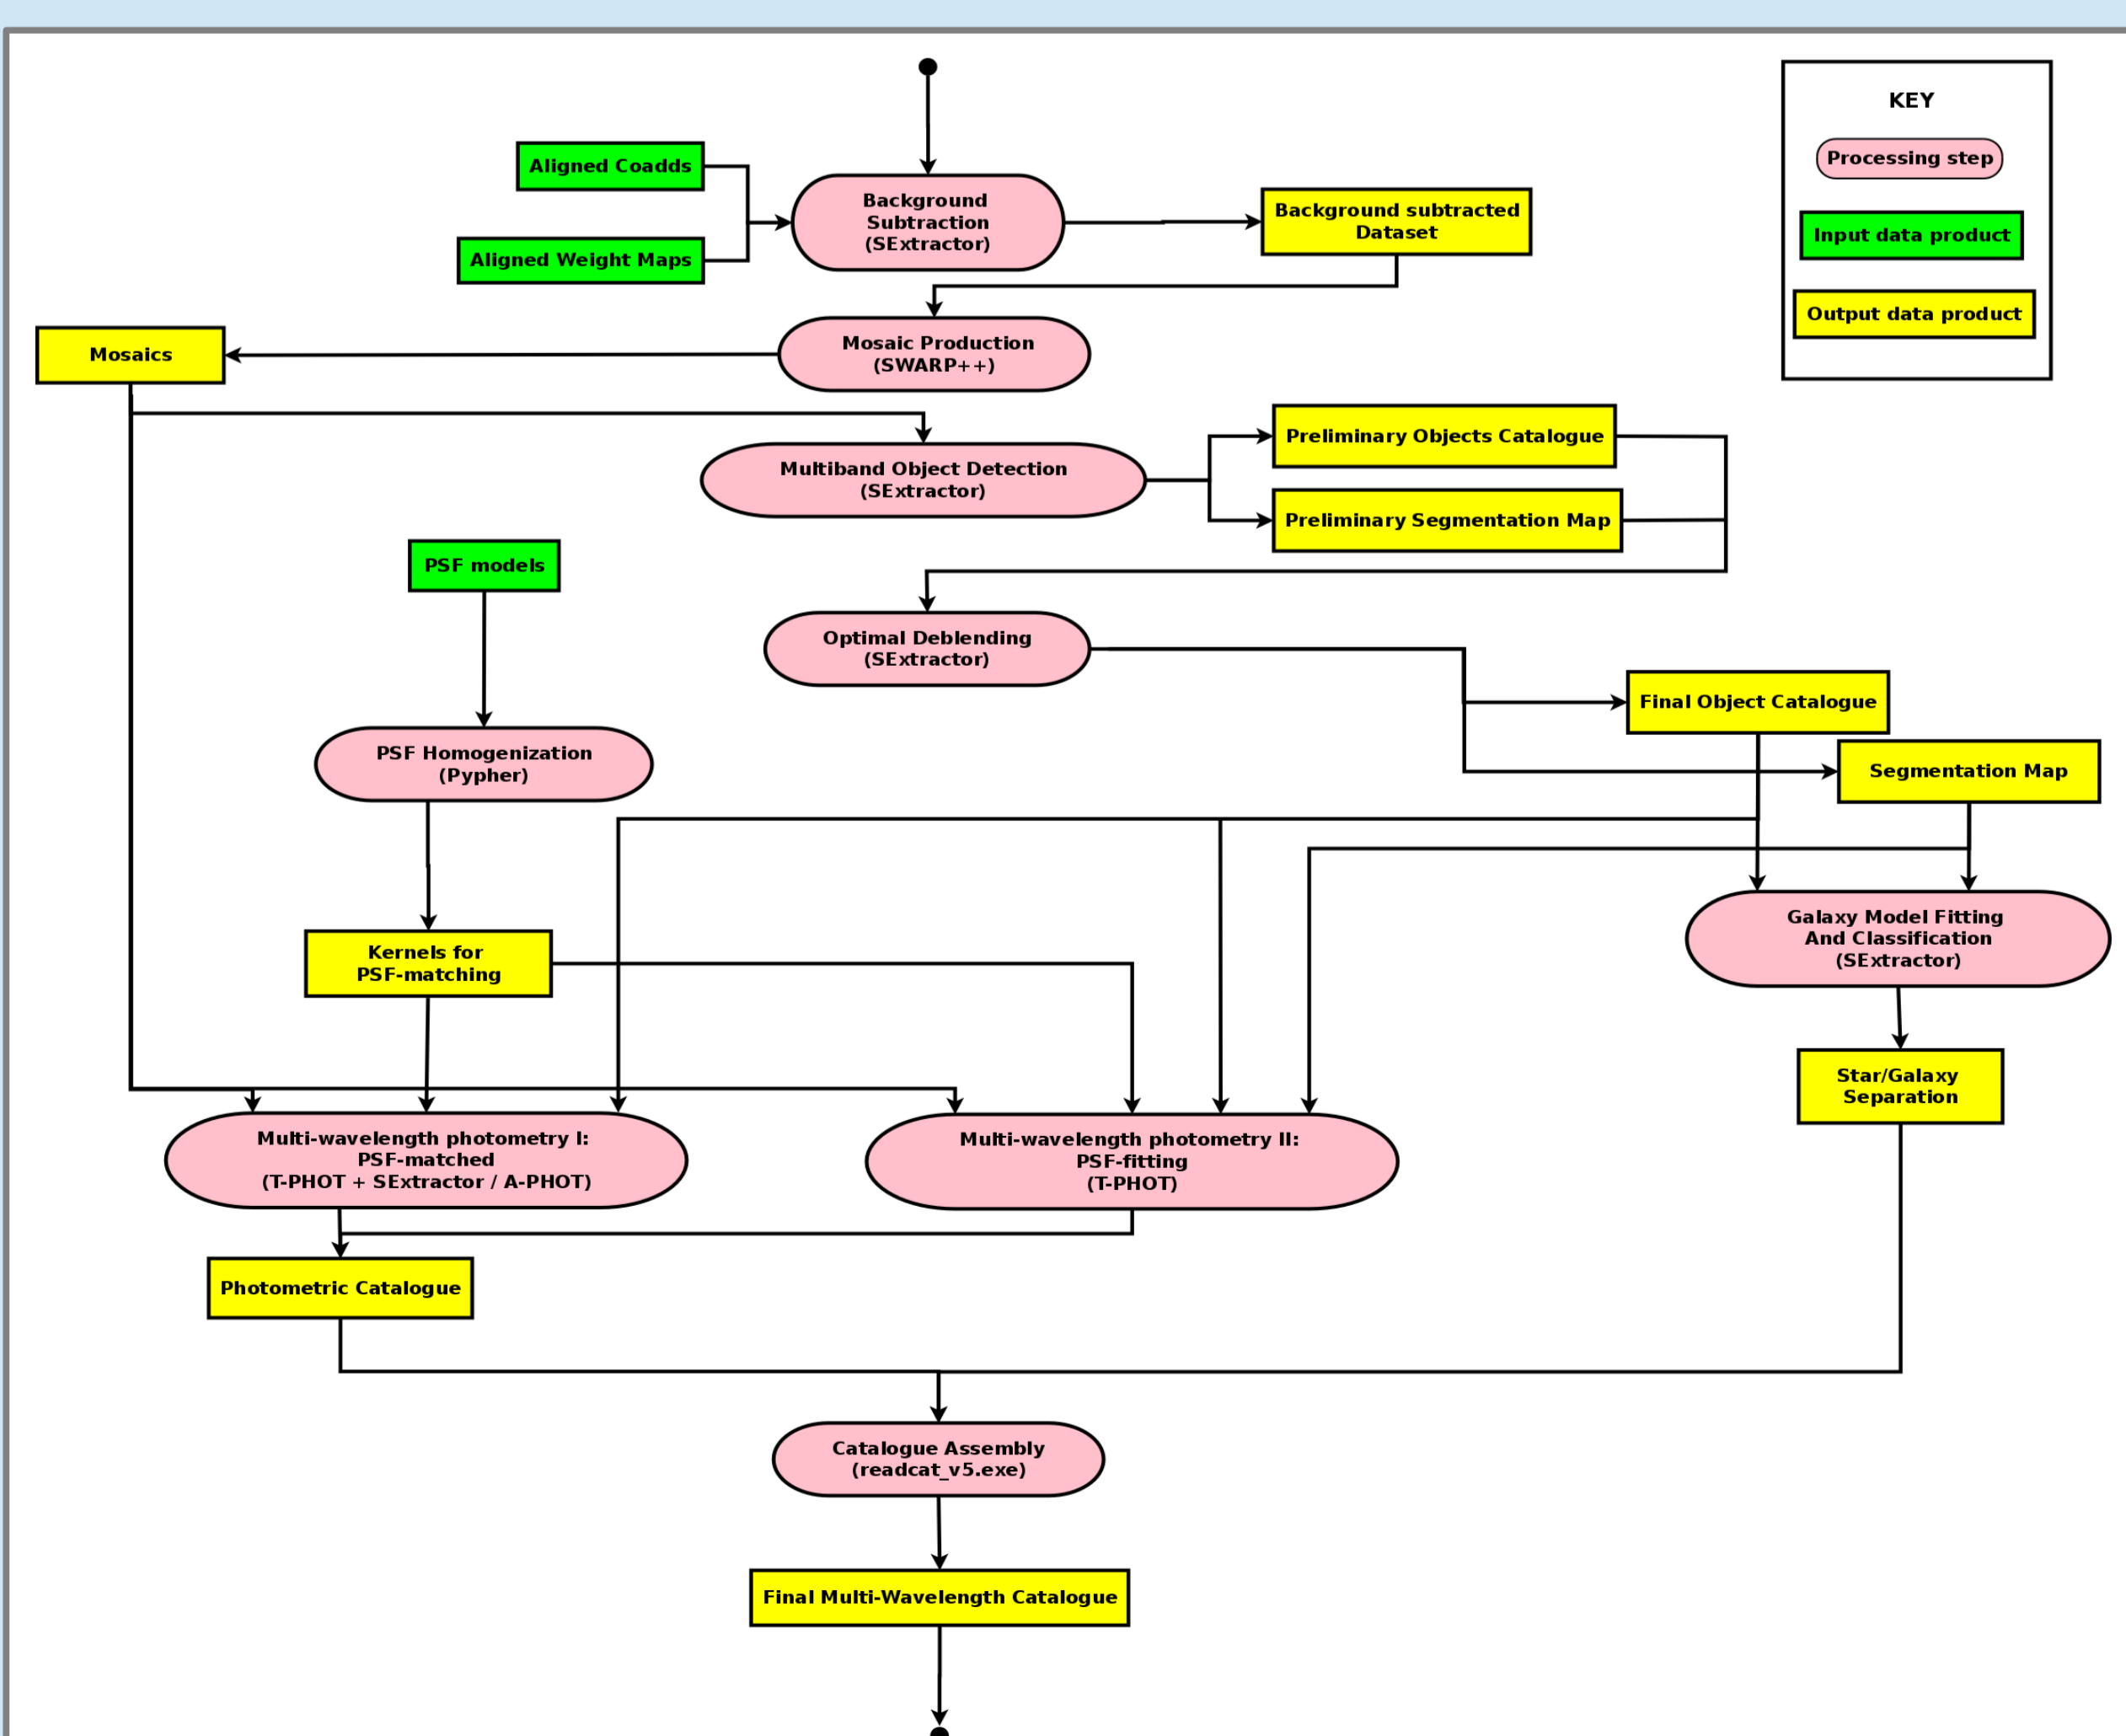 KEY
Processing step
Input data product
Output data product
Aligned Coadds
Aligned Weight Maps
Background
Subtraction
(SExtractor)
Background subtracted
Dataset
Mosaics
Mosaic Production
(SWARP++)
Multiband Object Detection
(SExtractor)
Preliminary Objects Catalogue
Preliminary Segmentation Map
PSF models
Optimal Deblending
(SExtractor)
Final Object Catalogue
Segmentation Map
PSF Homogenization
(Pypher)
Kernels for
PSF-matching
Galaxy Model Fitting
And Classification
(SExtractor)
Star/Galaxy
Separation
Multi-wavelength photometry I:
PSF-matched
(T-PHOT + SExtractor / A-PHOT)
Multi-wavelength photometry II:
PSF-fitting
(T-PHOT)
Photometric Catalogue
Catalogue Assembly
(readcat_v5.exe)
Final Multi-Wavelength Catalogue